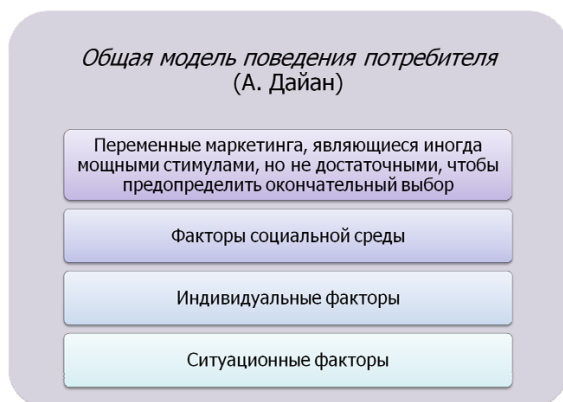 Общая модель поведения потребителя
(А. Дайан)
Переменные маркетинга, являющиеся иногда
мощными стимулами, но не достаточными, чтобы
предопределить окончательный выбор
Факторы социальной среды
Индивидуальные факторы
Ситуационные факторы